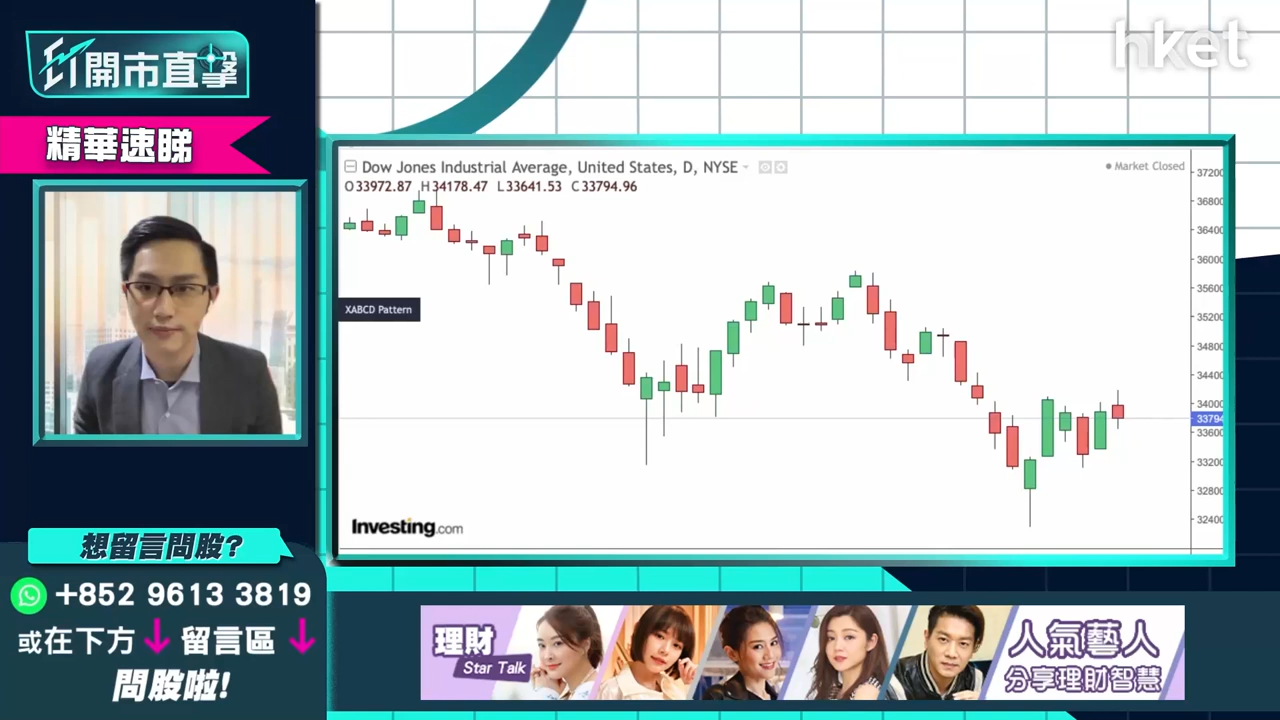 hket
ET開市直擊
精華速睇
Dow Jones Industrial Average, United States, D, NYSE
Market Closed
O33972.87 H34178.47 L33641.53 C33794.96
XABCD Pattern
37200
36800
36400
36000
35600
35200
34800
34400
34000
33794
33600
33200
32800
32400
Investing.com
想留言問股?
+852 9613 3819
或在下方↓留言區↓
問股啦!
理財
Star Talk
人氣藝人
分享理財智慧